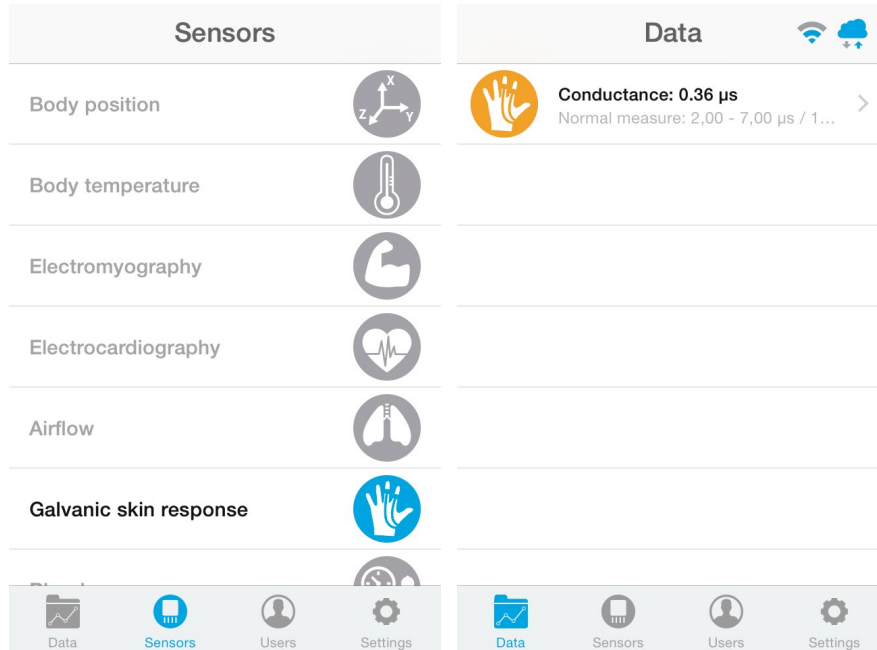 Sensors
Body position
X
Z
Y
Body temperature
Electromyography
Electrocardiography
Airflow
Galvanic skin response
Data
Sensors
Users
Settings
Data
Conductance: 0.36 µs
Normal measure: 2,00 - 7,00 µs / 1...
Data
Sensors
Users
Settings